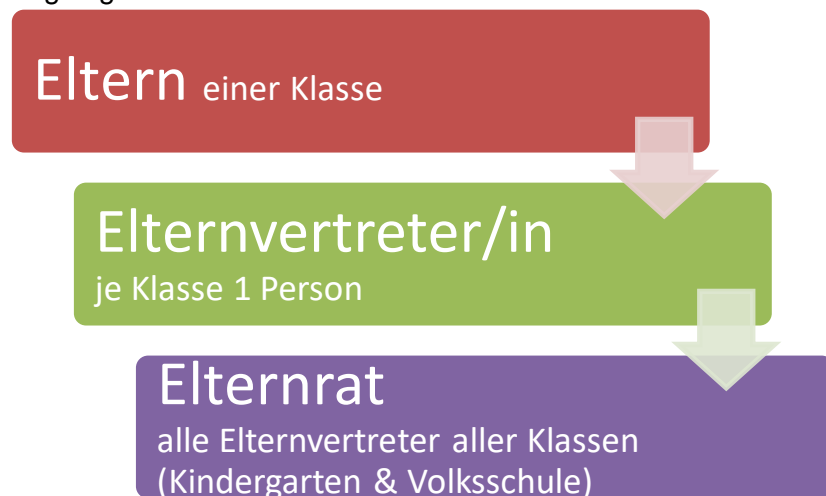 Eltern einer Klasse
Elternvertreter/in
je Klasse 1 Person
Elternrat
alle Elternvertreter aller Klassen
(Kindergarten & Volksschule)